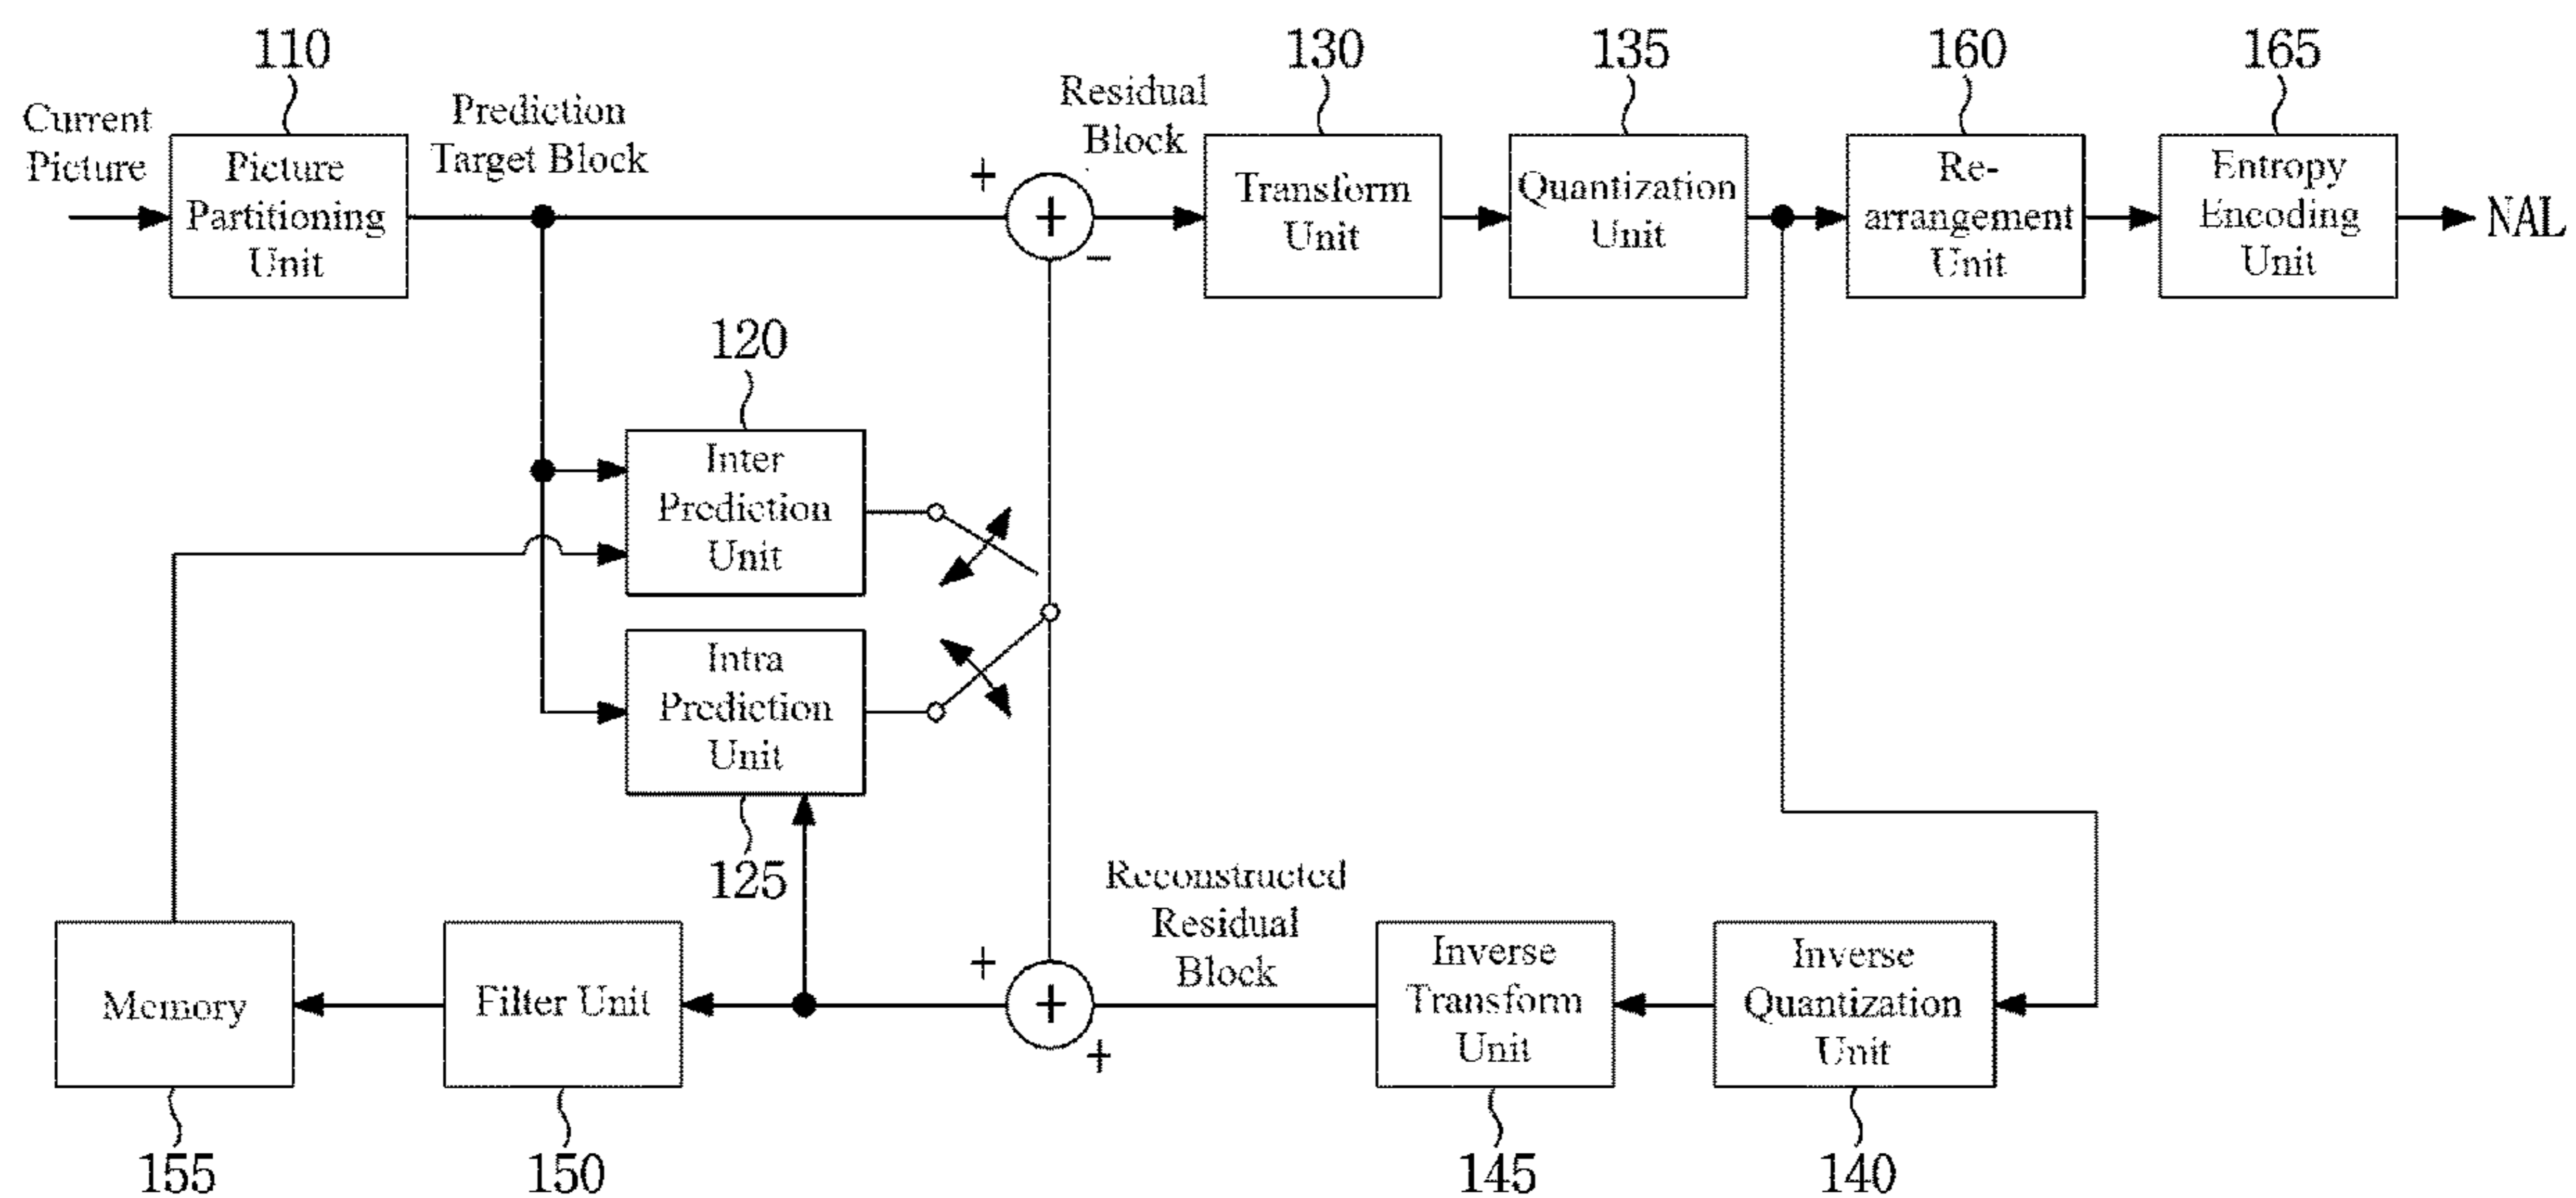 110
130
135
160
165
Current
Picture
Prediction
Target Block
Residual
Block
Picture
Partitioning
Unit
+
+
−
Transform
Unit
Quantization
Unit
Re-
arrangement
Unit
Entropy
Encoding
Unit
NAL
120
Inter
Prediction
Unit
Intra
Prediction
Unit
125
Reconstructed
Residual
Block
+
+
+
Memory
Filter Unit
Inverse
Transform
Unit
Inverse
Quantization
Unit
155
150
145
140